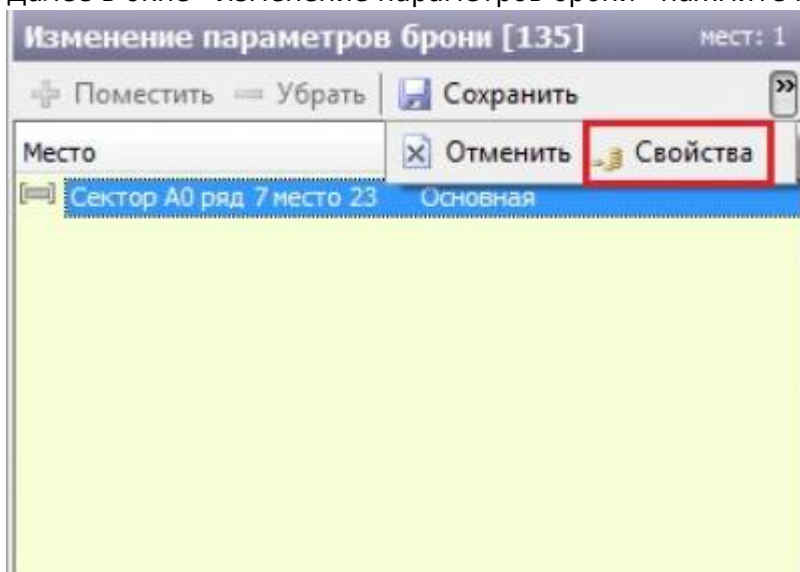 Изменение параметров брони [135] мест: 1
Поместить Убрать Сохранить »
Место Отменить Свойства
Сектор А0 ряд 7 место 23 Основная